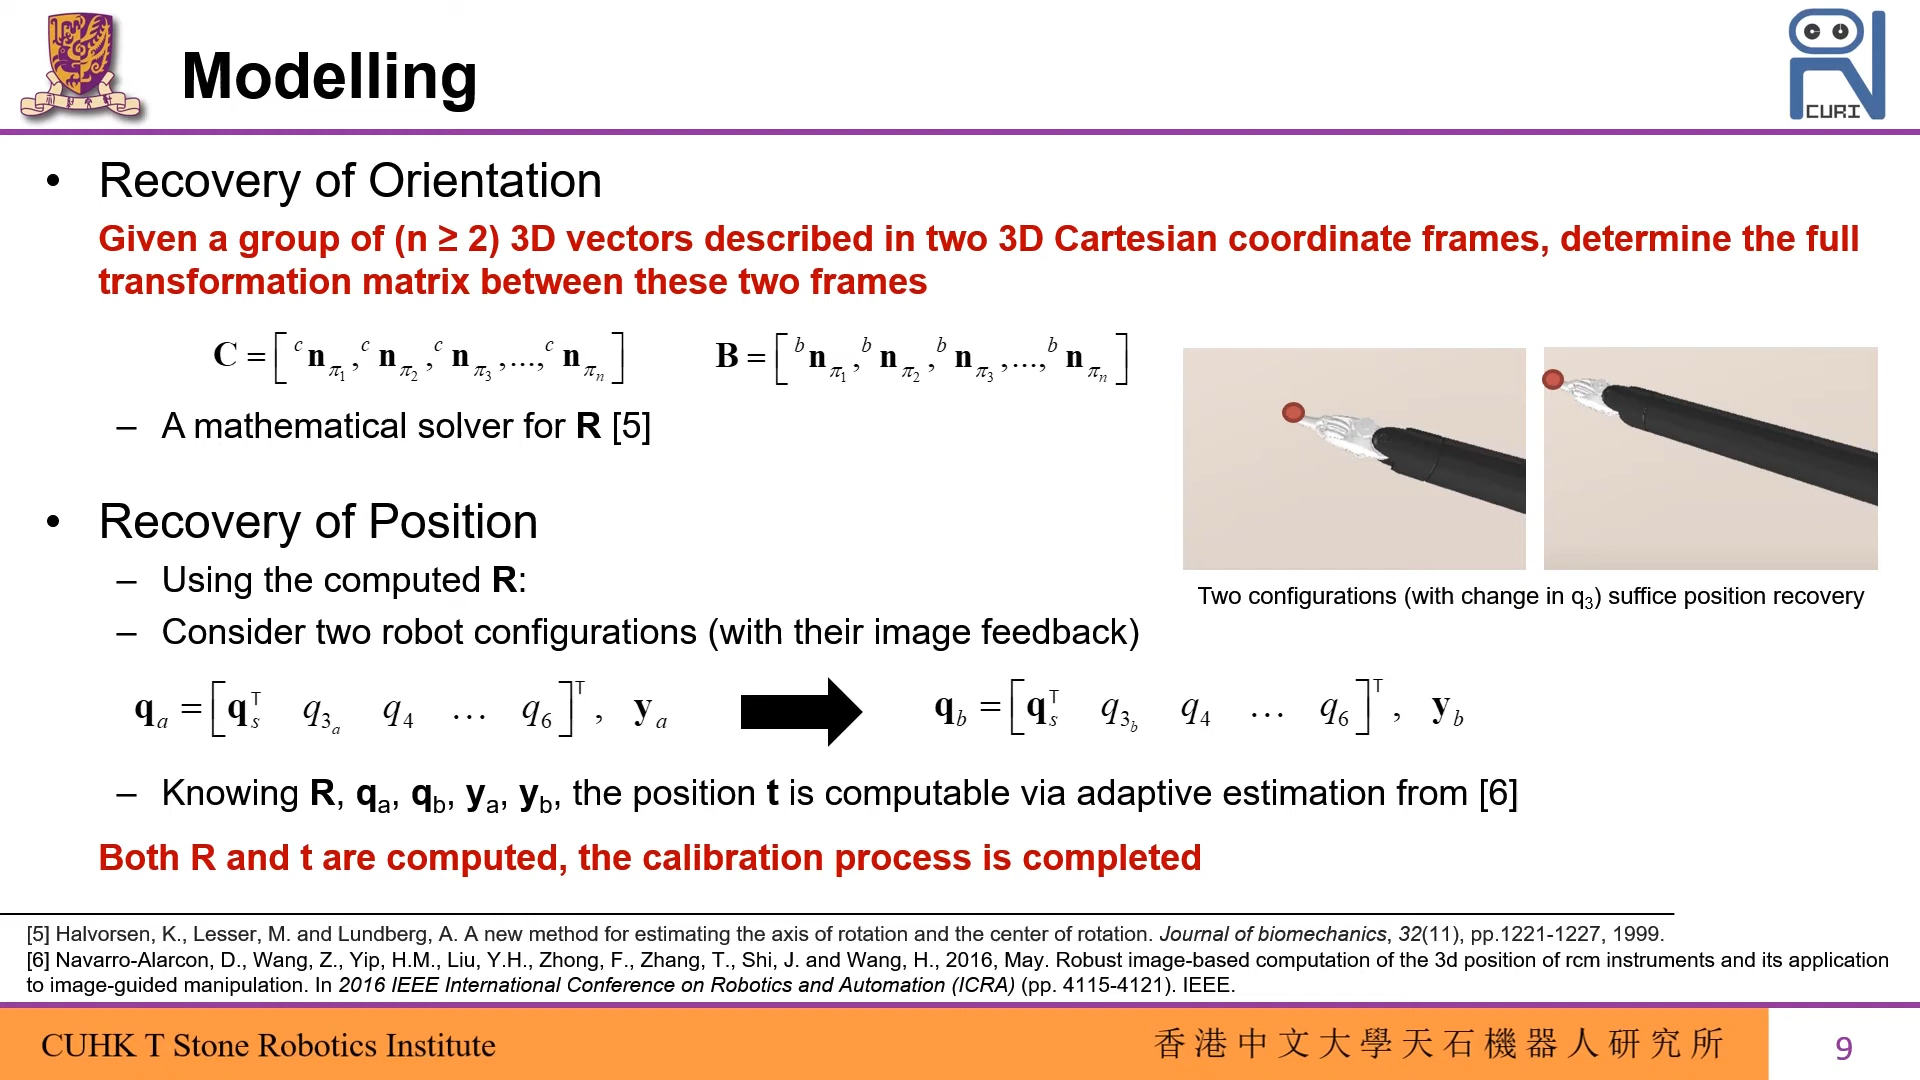 Modelling
CURI
• Recovery of Orientation
Given a group of (n ≥ 2) 3D vectors described in two 3D Cartesian coordinate frames, determine the full
transformation matrix between these two frames
C = [ ᶜn_π₁, ᶜn_π₂, ᶜn_π₃, ..., ᶜn_πₙ ]   B = [ ᵇn_π₁, ᵇn_π₂, ᵇn_π₃, ..., ᵇn_πₙ ]
– A mathematical solver for R [5]
• Recovery of Position
– Using the computed R:
Two configurations (with change in q₃) suffice position recovery
– Consider two robot configurations (with their image feedback)
q_a = [ q_s^T q_3_a q_4 … q_6 ]^T, y_a   q_b = [ q_s^T q_3_b q_4 … q_6 ]^T, y_b
– Knowing R, q_a, q_b, y_a, y_b, the position t is computable via adaptive estimation from [6]
Both R and t are computed, the calibration process is completed
[5] Halvorsen, K., Lesser, M. and Lundberg, A. A new method for estimating the axis of rotation and the center of rotation. Journal of biomechanics, 32(11), pp.1221-1227, 1999.
[6] Navarro-Alarcon, D., Wang, Z., Yip, H.M., Liu, Y.H., Zhong, F., Zhang, T., Shi, J. and Wang, H., 2016, May. Robust image-based computation of the 3d position of rcm instruments and its application
to image-guided manipulation. In 2016 IEEE International Conference on Robotics and Automation (ICRA) (pp. 4115-4121). IEEE.
CUHK T Stone Robotics Institute
香港中文大學天石機器人研究所
9